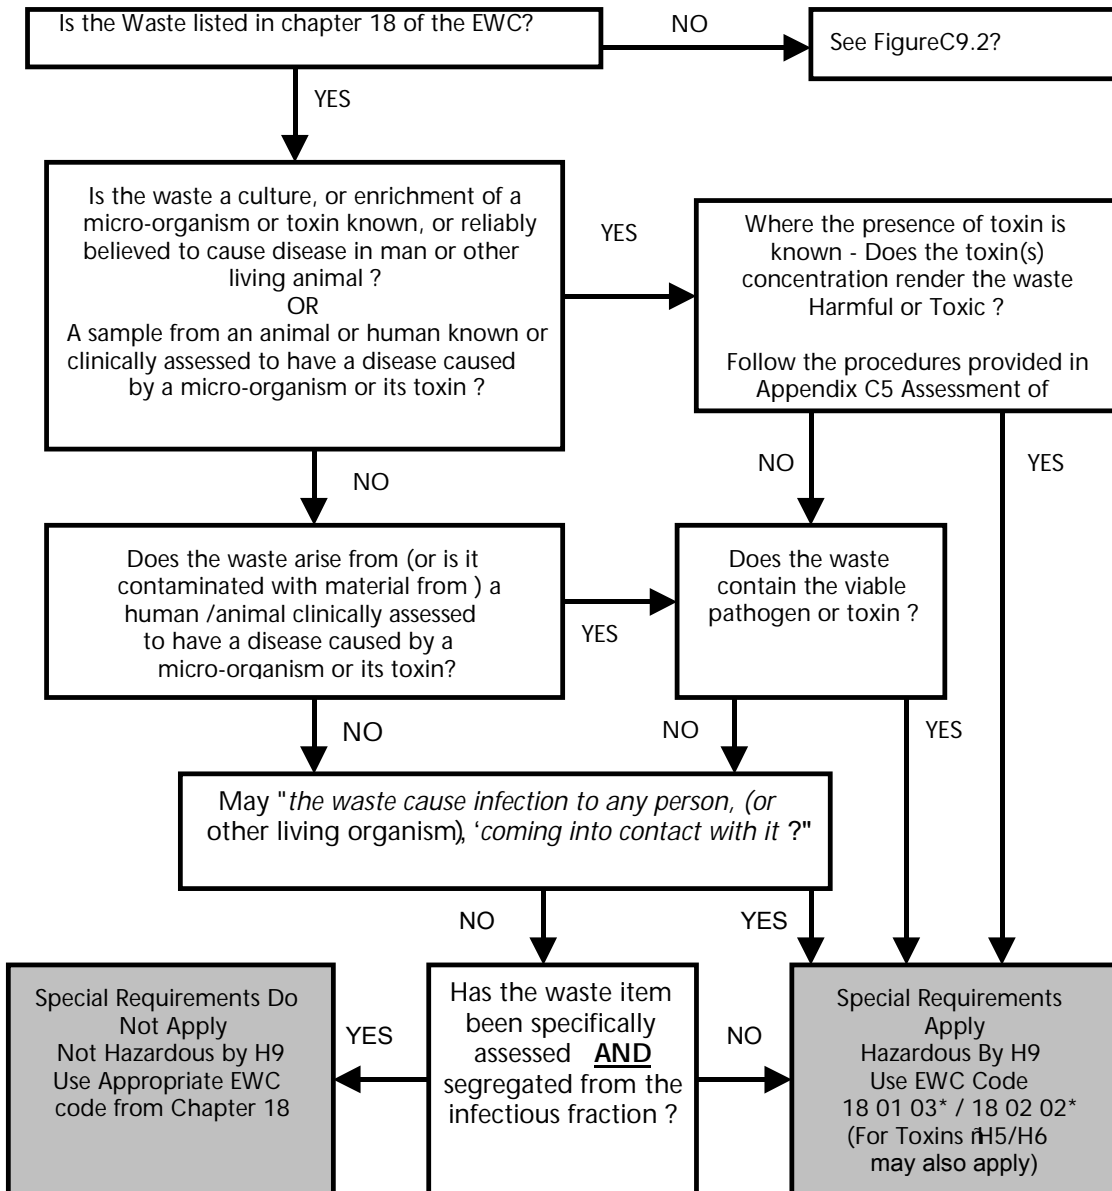 Is the Waste listed in chapter 18 of the EWC?
NO
See FigureC9.2?
YES
Is the waste a culture, or enrichment of a
micro-organism or toxin known, or reliably
believed to cause disease in man or other
living animal ?
OR
A sample from an animal or human known or
clinically assessed to have a disease caused
by a micro-organism or its toxin ?
YES
Where the presence of toxin is
known - Does the toxin(s)
concentration render the waste
Harmful or Toxic ?
Follow the procedures provided in
Appendix C5 Assessment of
NO
NO
YES
Does the waste arise from (or is it
contaminated with material from ) a
human /animal clinically assessed
to have a disease caused by a
micro-organism or its toxin?
YES
Does the waste
contain the viable
pathogen or toxin ?
NO
NO
YES
May "the waste cause infection to any person, (or
other living organism), ‘coming into contact with it ?"
NO
YES
Special Requirements Do
Not Apply
Not Hazardous by H9
Use Appropriate EWC
code from Chapter 18
YES
Has the waste item
been specifically
assessed AND
segregated from the
infectious fraction ?
NO
Special Requirements
Apply
Hazardous By H9
Use EWC Code
18 01 03* / 18 02 02*
(For Toxins H5/H6
may also apply)